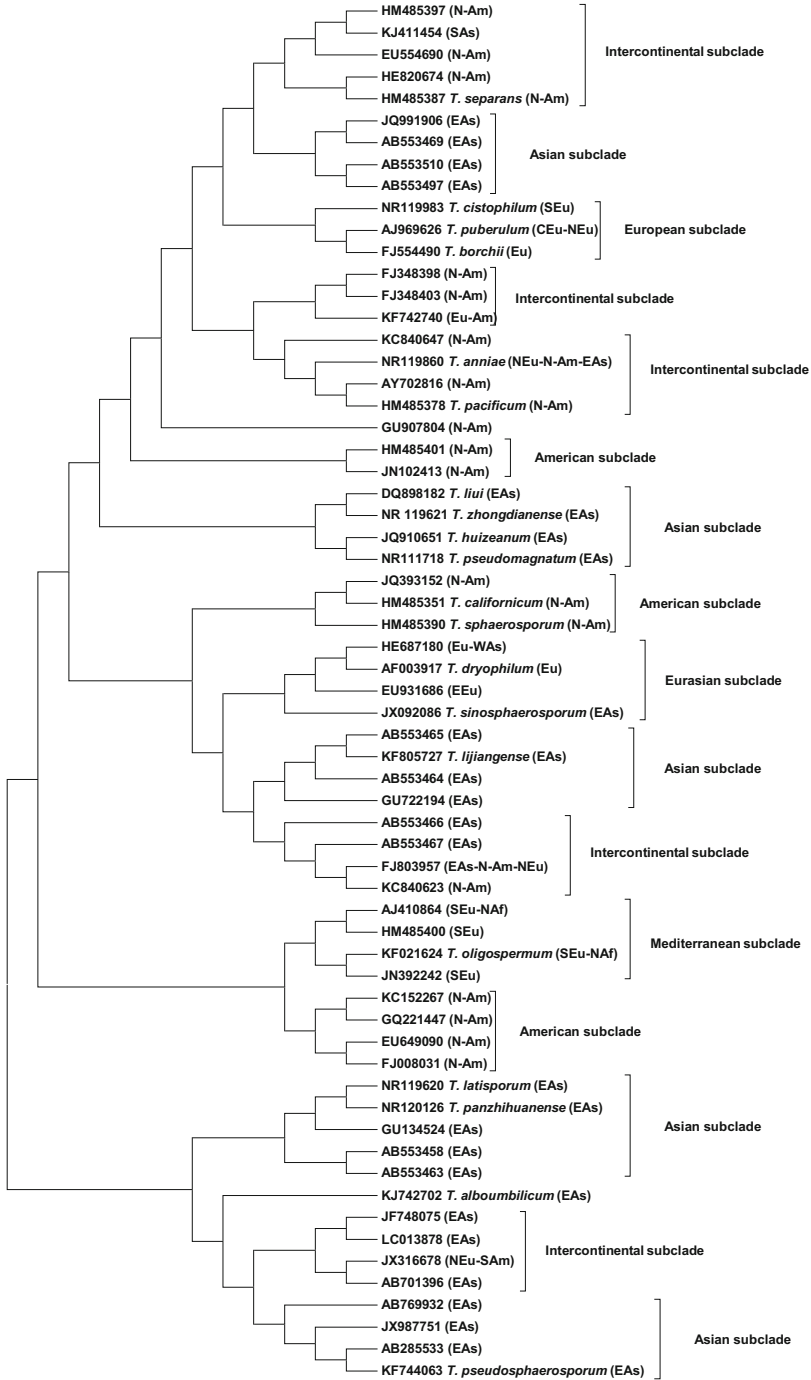 HM485397 (N-Am)
KJ411454 (SAs)
EU554690 (N-Am)
Intercontinental subclade
HE820674 (N-Am)
HM485387 T. separans (N-Am)
JQ991906 (EAs)
AB553469 (EAs)
Asian subclade
AB553510 (EAs)
AB553497 (EAs)
NR119983 T. cistophilum (SEu)
AJ969626 T. puberulum (CEu-NEu)
European subclade
FJ554490 T. borchii (Eu)
FJ348398 (N-Am)
FJ348403 (N-Am)
Intercontinental subclade
KF742740 (Eu-Am)
KC840647 (N-Am)
NR119860 T. anniae (NEu-N-Am-EAs)
Intercontinental subclade
AY702816 (N-Am)
HM485378 T. pacificum (N-Am)
GU907804 (N-Am)
HM485401 (N-Am)
American subclade
JN102413 (N-Am)
DQ898182 T. liui (EAs)
NR 119621 T. zhongdianense (EAs)
Asian subclade
JQ910651 T. huizeanum (EAs)
NR111718 T. pseudomagnatum (EAs)
JQ393152 (N-Am)
HM485351 T. californicum (N-Am)
American subclade
HM485390 T. sphaerosporum (N-Am)
HE687180 (Eu-WAs)
AF003917 T. dryophilum (Eu)
Eurasian subclade
EU931686 (EEu)
JX092086 T. sinosphaerosporum (EAs)
AB553465 (EAs)
KF805727 T. lijiangense (EAs)
Asian subclade
AB553464 (EAs)
GU722194 (EAs)
AB553466 (EAs)
AB553467 (EAs)
Intercontinental subclade
FJ803957 (EAs-N-Am-NEu)
KC840623 (N-Am)
AJ410864 (SEu-NAf)
HM485400 (SEu)
Mediterranean subclade
KF021624 T. oligospermum (SEu-NAf)
JN392242 (SEu)
KC152267 (N-Am)
GQ221447 (N-Am)
American subclade
EU649090 (N-Am)
FJ008031 (N-Am)
NR119620 T. latisporum (EAs)
NR120126 T. panzhihuanense (EAs)
Asian subclade
GU134524 (EAs)
AB553458 (EAs)
AB553463 (EAs)
KJ742702 T. alboumbilicum (EAs)
JF748075 (EAs)
LC013878 (EAs)
Intercontinental subclade
JX316678 (NEu-SAm)
AB701396 (EAs)
AB769932 (EAs)
JX987751 (EAs)
Asian subclade
AB285533 (EAs)
KF744063 T. pseudosphaerosporum (EAs)